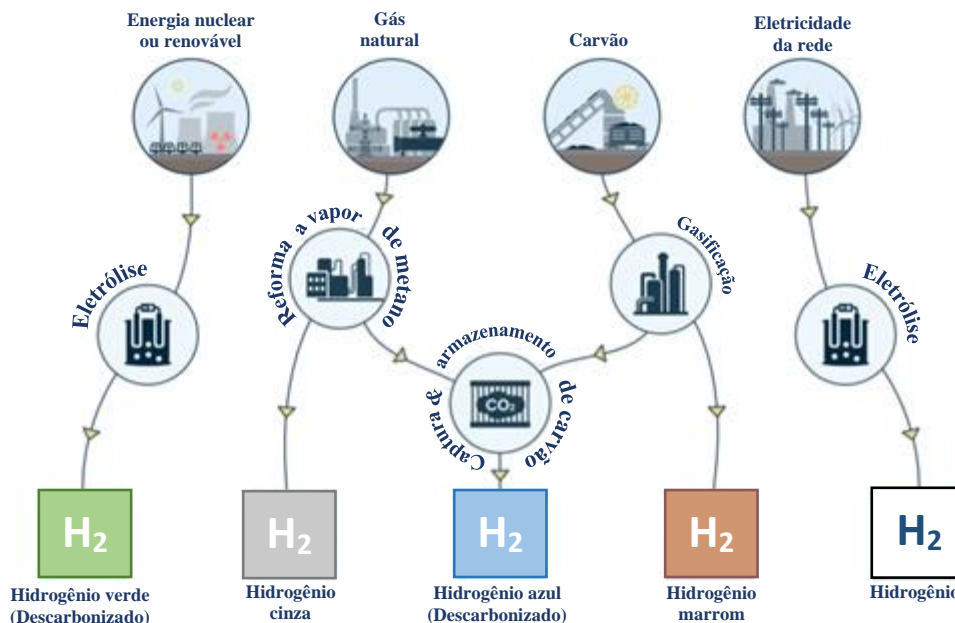 Energia nuclear
ou renovável
Gás
natural
Carvão
Eletricidade
da rede
Eletrólise
Reforma a vapor de metano
Gasificação
Eletrólise
Captura e armazenamento de carvão
CO₂
H₂
H₂
H₂
H₂
H₂
Hidrogênio verde
(Descarbonizado)
Hidrogênio
cinza
Hidrogênio azul
(Descarbonizado)
Hidrogênio
marrom
Hidrogênio